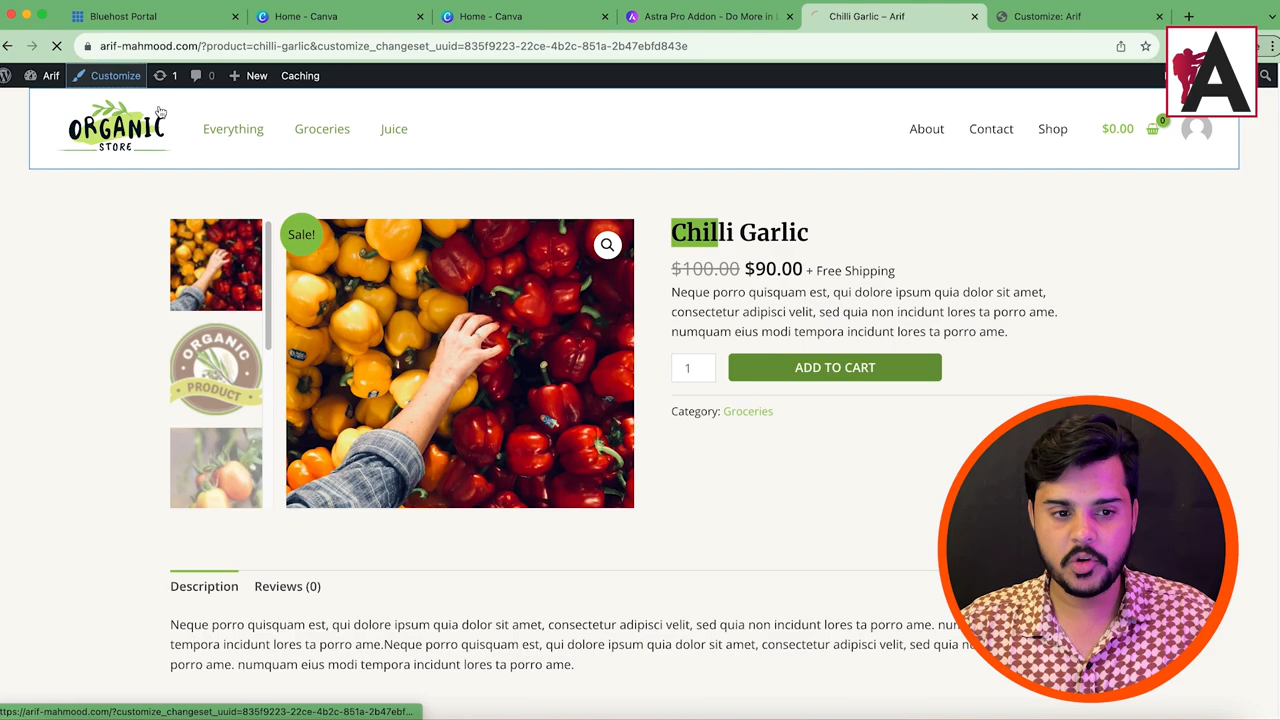 Bluehost Portal
Home - Canva
Home - Canva
Astra Pro Addon - Do More in L
Chilli Garlic – Arif
Customize: Arif
arif-mahmood.com/?product=chilli-garlic&customize_changeset_uuid=835f9223-22ce-4b2c-851a-2b47ebfd843e
Arif
Customize
1
0
New
Caching
A
ORGANIC
STORE
Everything
Groceries
Juice
About
Contact
Shop
$0.00
0
Sale!
ORGANIC
PRODUCT
Chilli Garlic
$100.00 $90.00 + Free Shipping
Neque porro quisquam est, qui dolore ipsum quia dolor sit amet,
consectetur adipisci velit, sed quia non incidunt lores ta porro ame.
numquam eius modi tempora incidunt lores ta porro ame.
1
ADD TO CART
Category: Groceries
Description
Reviews (0)
Neque porro quisquam est, qui dolore ipsum quia dolor sit amet, consectetur adipisci velit, sed quia non incidunt lores ta porro ame.
tempora incidunt lores ta porro ame.Neque porro quisquam est, qui dolore ipsum quia dolor sit amet, consectetur adipisci velit, sed quia
porro ame. numquam eius modi tempora incidunt lores ta porro ame.
ttps://arif-mahmood.com/?customize_changeset_uuid=835f9223-22ce-4b2c-851a-2b47ebf...